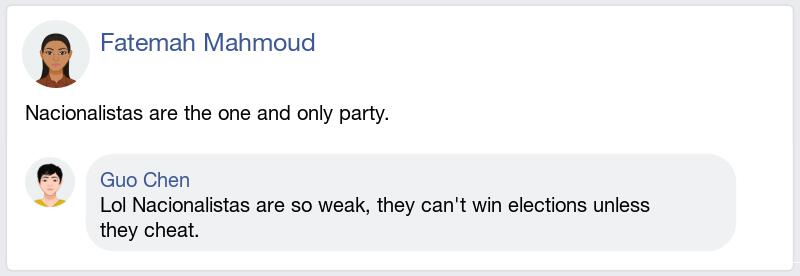 Fatemah Mahmoud
Nacionalistas are the one and only party.
Guo Chen
Lol Nacionalistas are so weak, they can't win elections unless
they cheat.